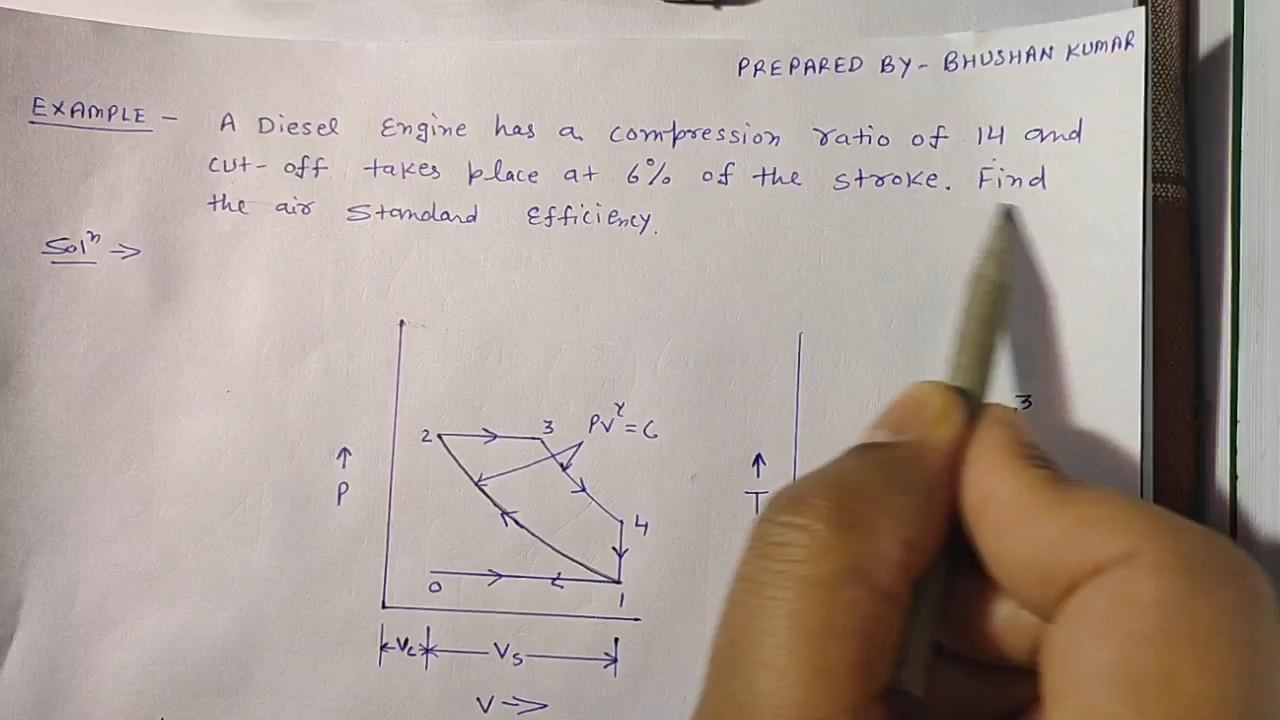 PREPARED BY - BHUSHAN KUMAR
EXAMPLE - A Diesel Engine has a compression ratio of 14 and
cut-off takes place at 6% of the stroke. Find
the air standard Efficiency.
Solⁿ →
3
2 3 PVᵞ = C
↑ ↑
P T
4
0
1
Vc Vs
V →